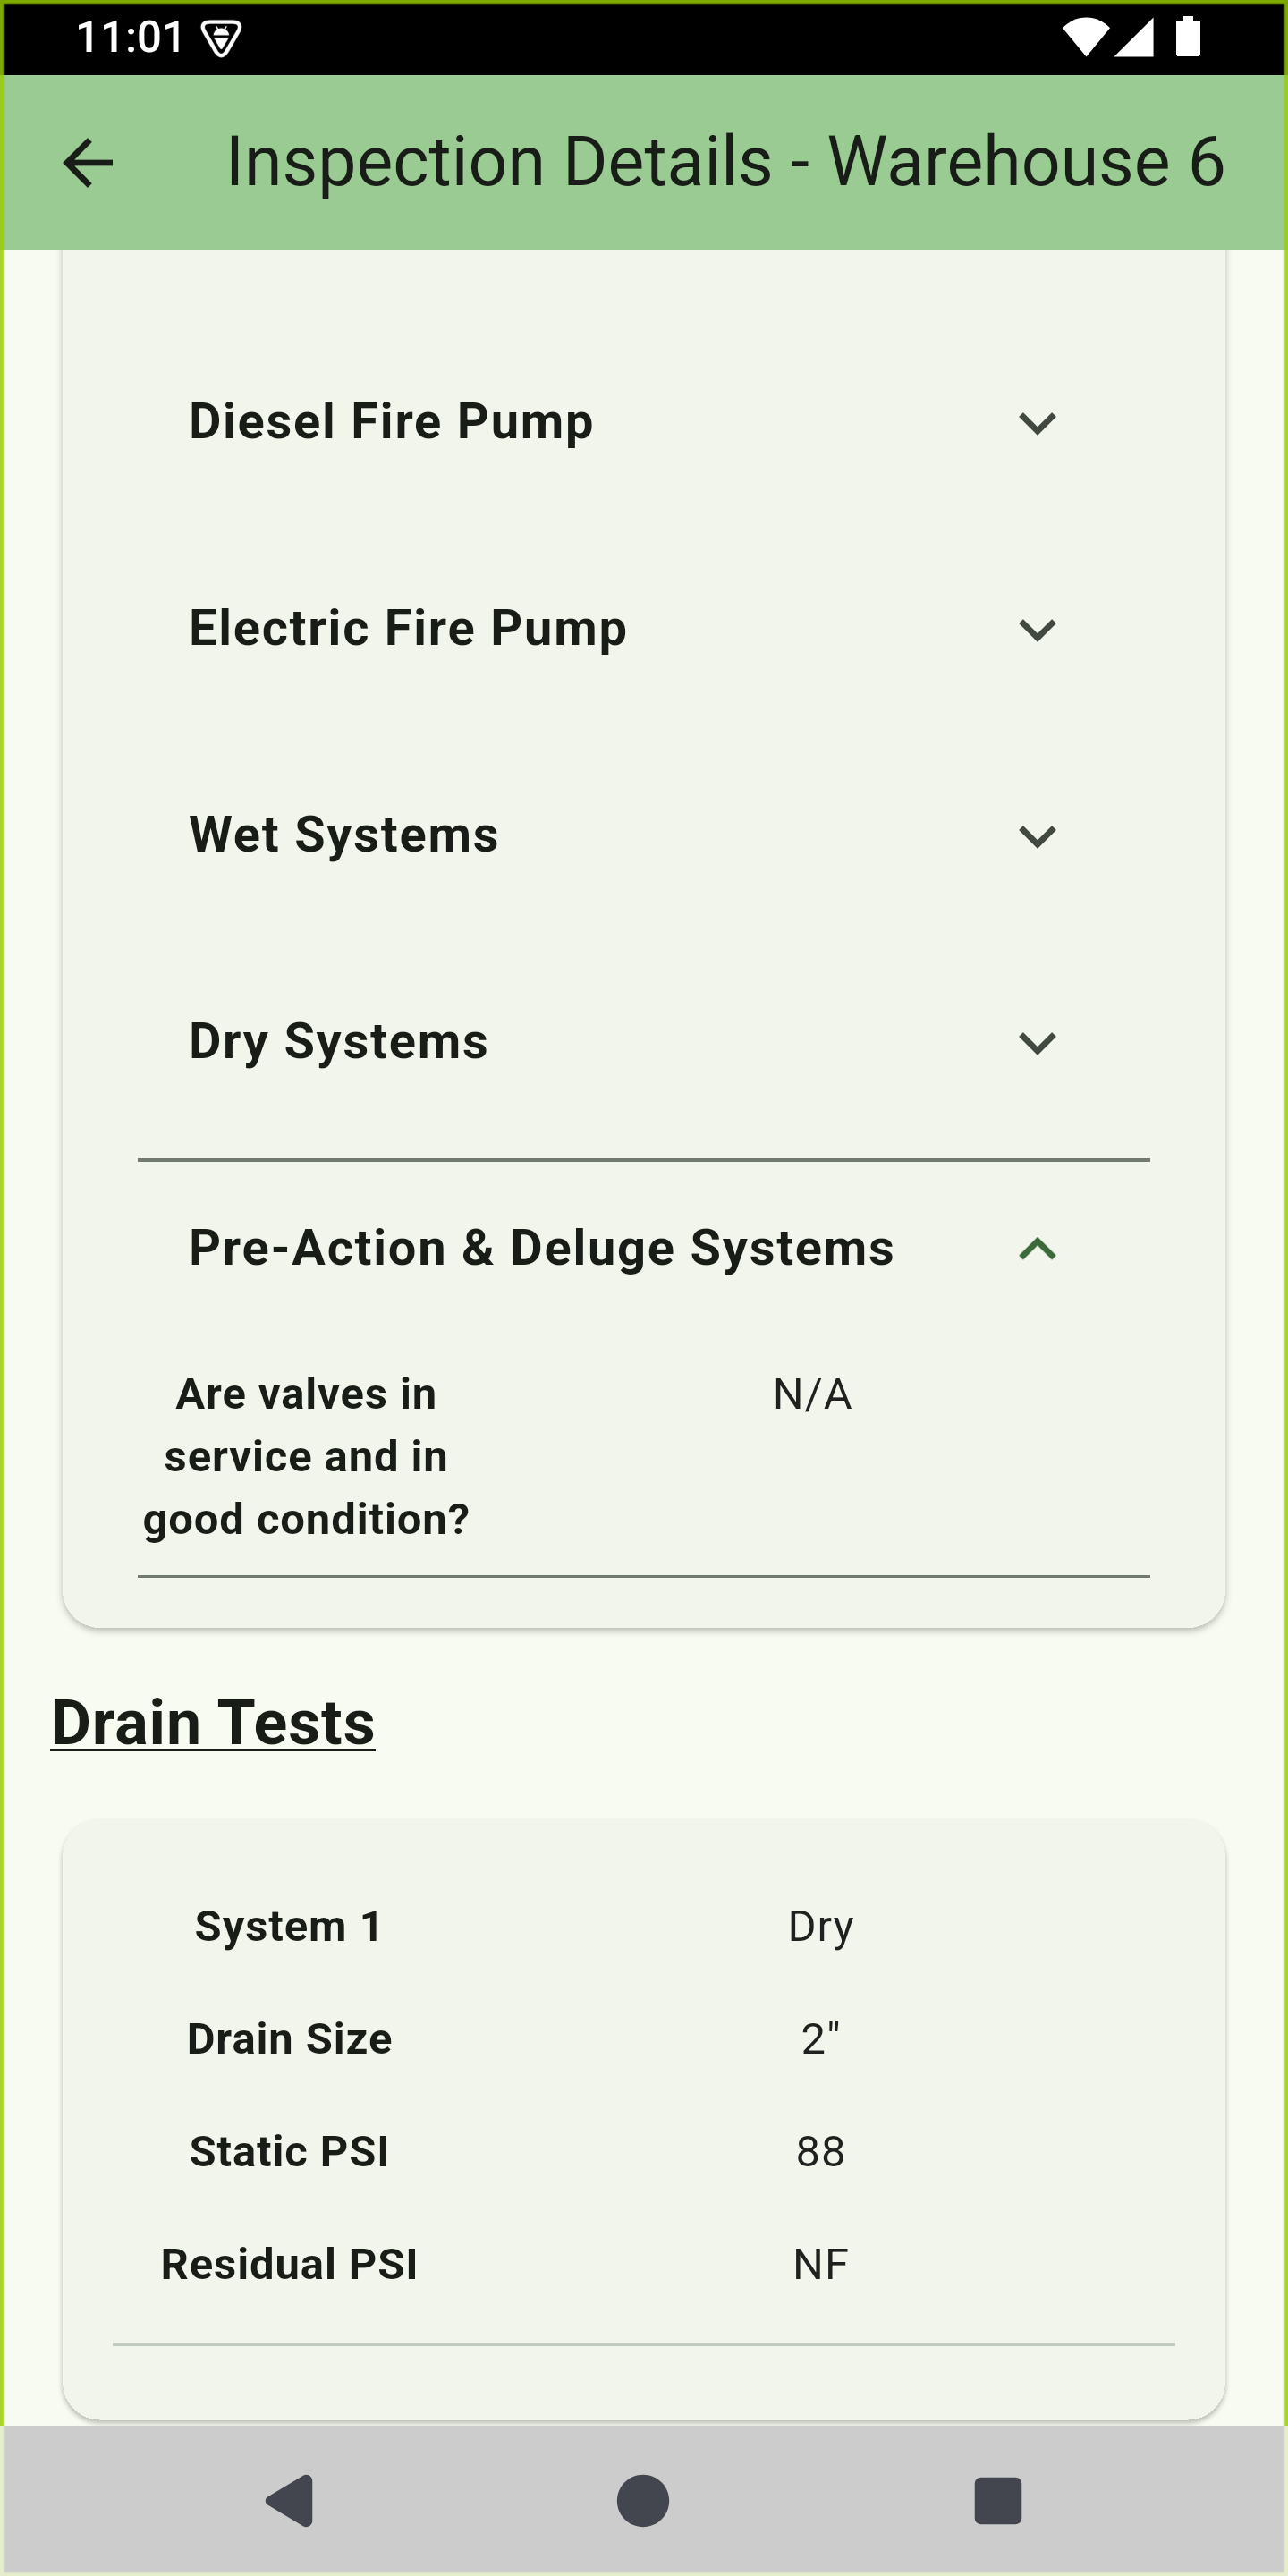 11:01
Inspection Details - Warehouse 6
Diesel Fire Pump
Electric Fire Pump
Wet Systems
Dry Systems
Pre-Action & Deluge Systems
Are valves in N/A
service and in
good condition?
Drain Tests
System 1 Dry
Drain Size 2"
Static PSI 88
Residual PSI NF